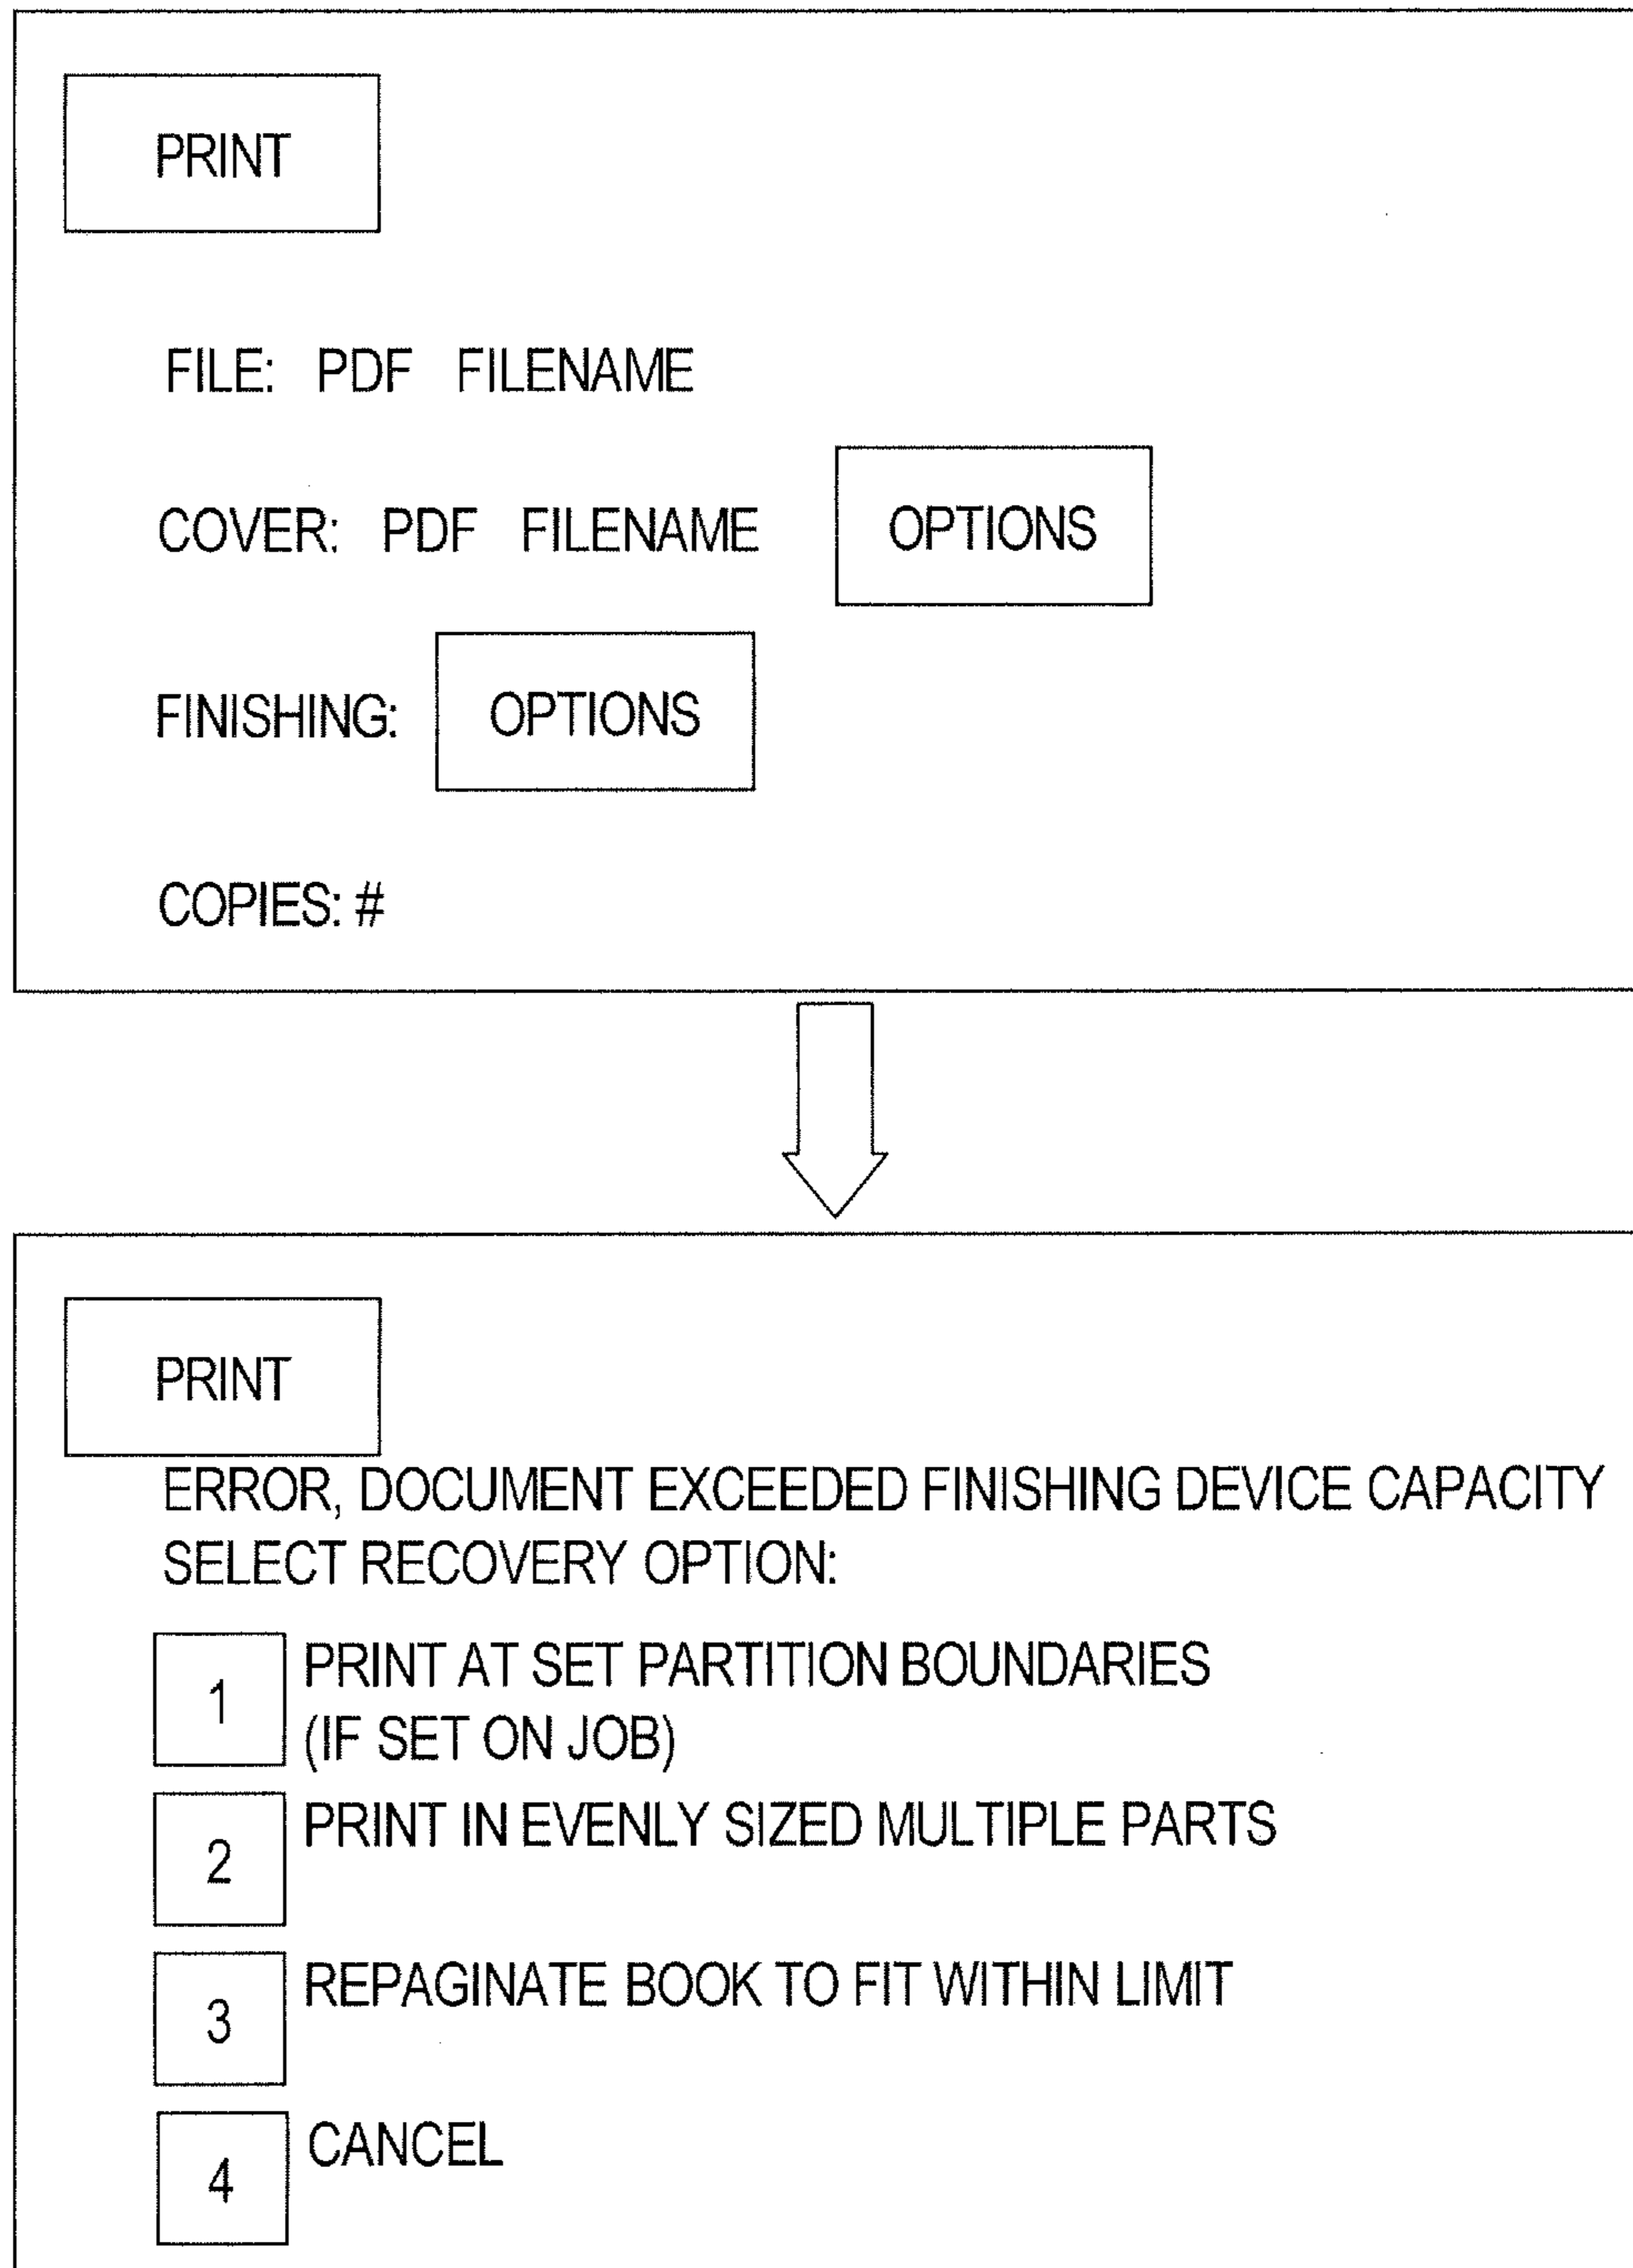 PRINT
FILE: PDF FILENAME
COVER: PDF FILENAME OPTIONS
FINISHING: OPTIONS
COPIES: #
PRINT
ERROR, DOCUMENT EXCEEDED FINISHING DEVICE CAPACITY
SELECT RECOVERY OPTION:
1 PRINT AT SET PARTITION BOUNDARIES
(IF SET ON JOB)
2 PRINT IN EVENLY SIZED MULTIPLE PARTS
3 REPAGINATE BOOK TO FIT WITHIN LIMIT
4 CANCEL